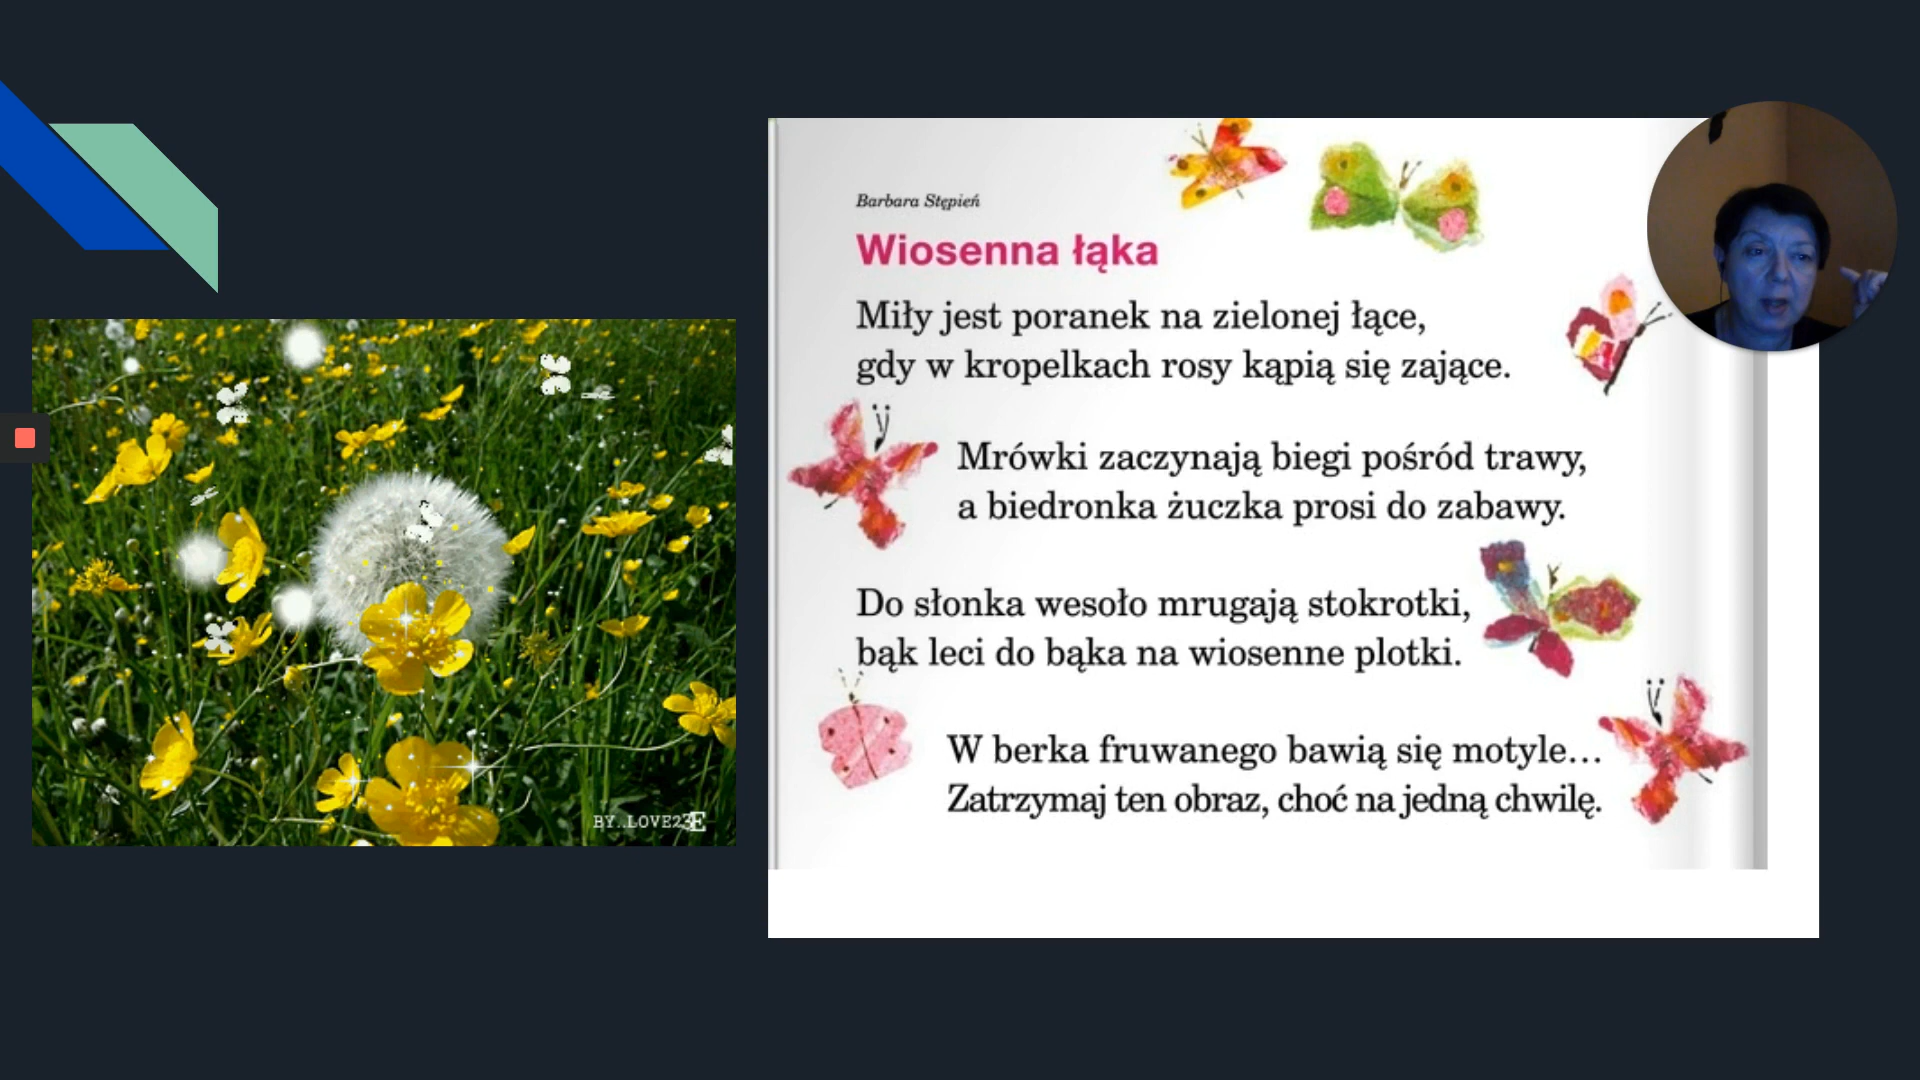 Barbara Stępień
Wiosenna łąka
Miły jest poranek na zielonej łące,
gdy w kropelkach rosy kąpią się zające.
Mrówki zaczynają biegi pośród trawy,
a biedronka żuczka prosi do zabawy.
Do słonka wesoło mrugają stokrotki,
bąk leci do bąka na wiosenne plotki.
W berka fruwanego bawią się motyle...
Zatrzymaj ten obraz, choć na jedną chwilę.
BY..LOVE23E